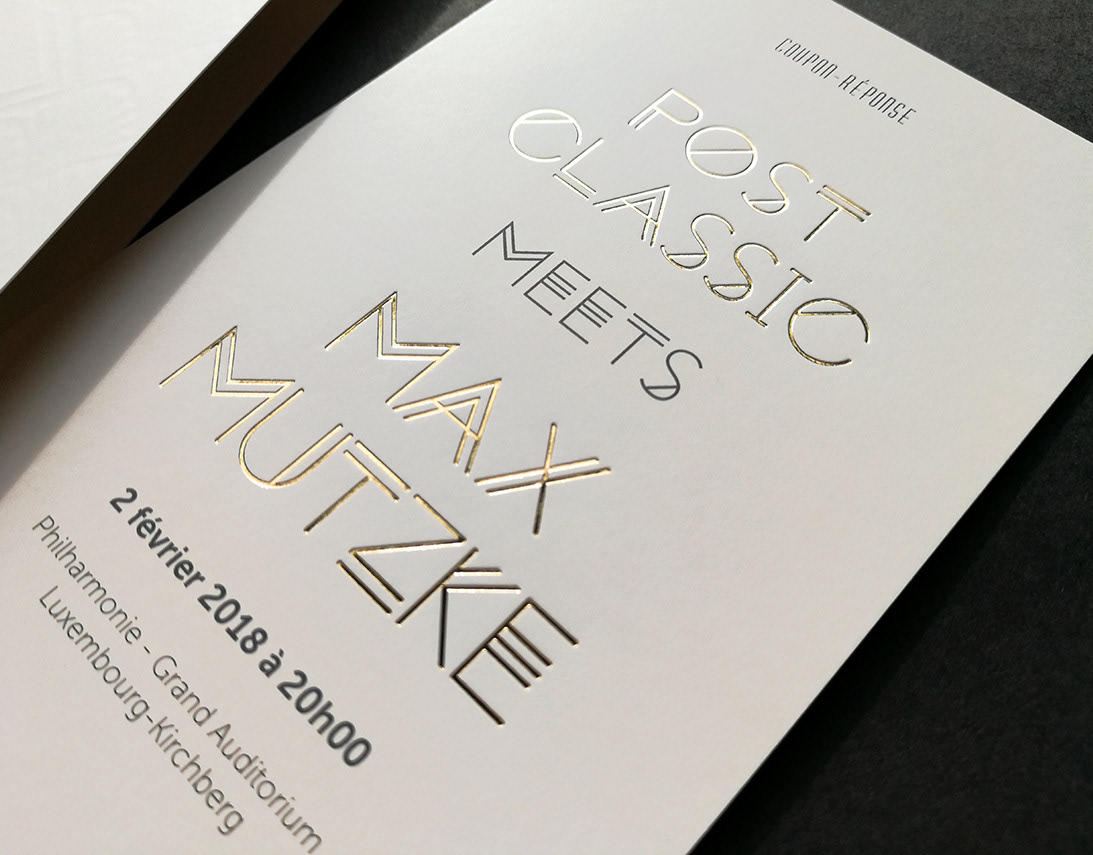 COUPON-RÉPONSE
POST
CLASSIC
MEETS
MAX
MUTZKE
2 février 2018 à 20h00
Philharmonie - Grand Auditorium
Luxembourg-Kirchberg